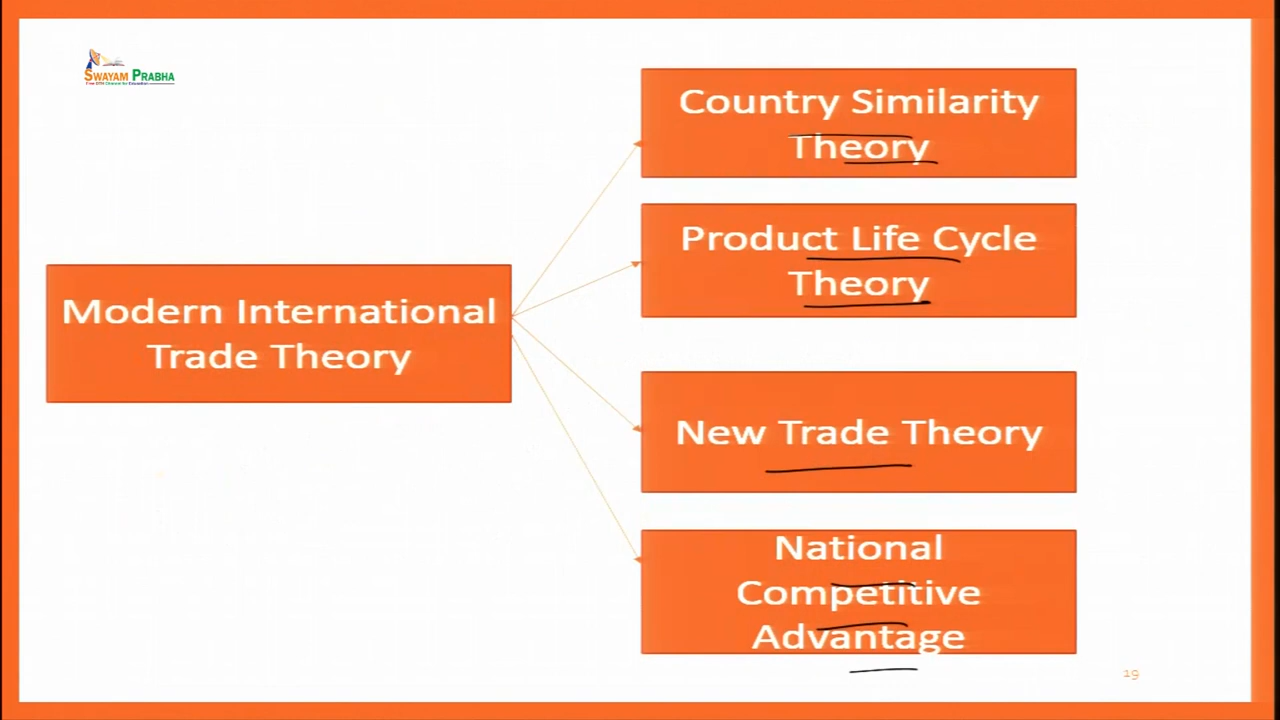 SWAYAM PRABHA
Country Similarity
Theory
Product Life Cycle
Theory
Modern International
Trade Theory
New Trade Theory
National
Competitive
Advantage
19